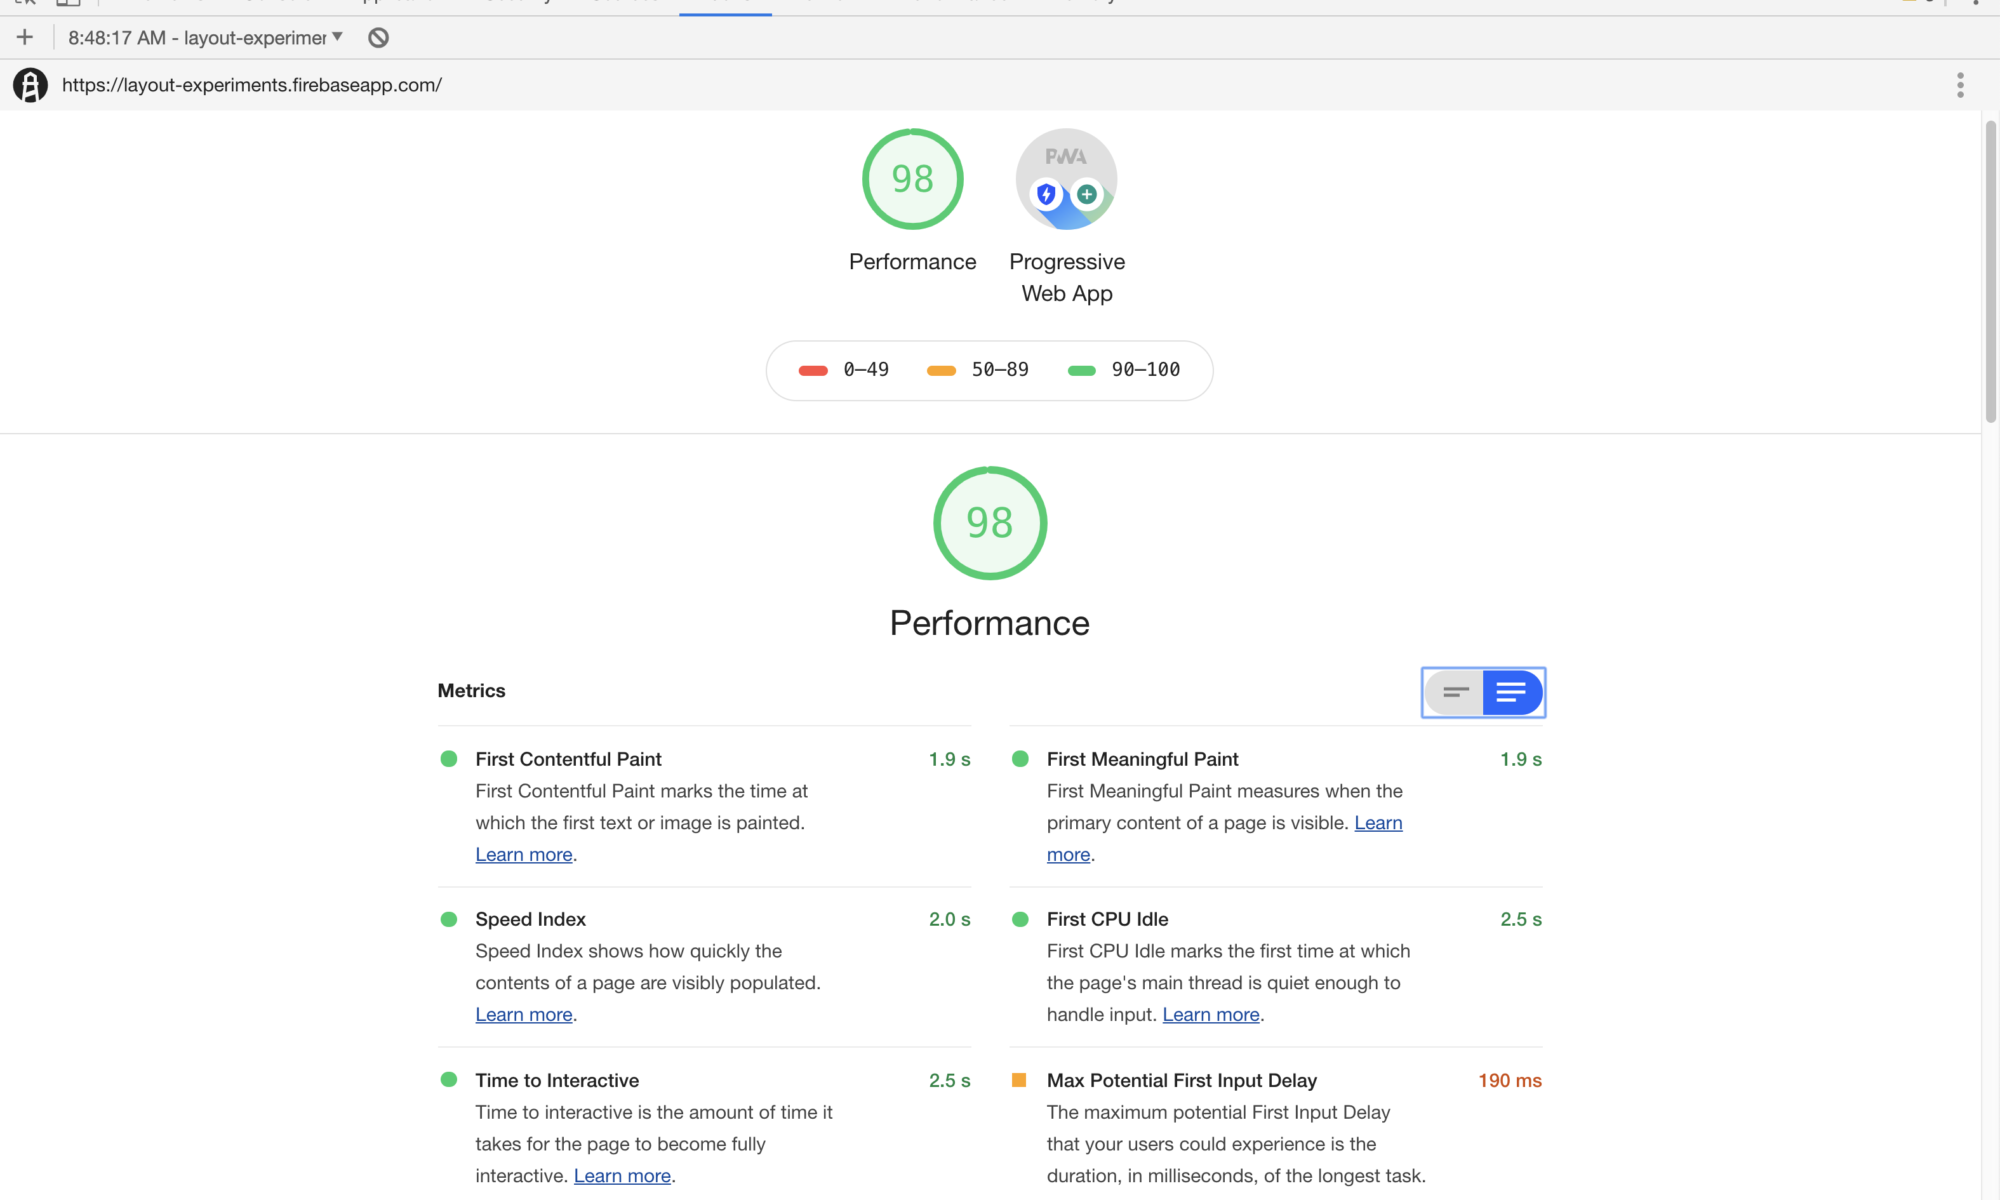 8:48:17 AM - layout-experimer
https://layout-experiments.firebaseapp.com/
98
PWA
Performance
Progressive
Web App
0–49
50–89
90–100
98
Performance
Metrics
First Contentful Paint
1.9 s
First Contentful Paint marks the time at
which the first text or image is painted.
Learn more.
First Meaningful Paint
1.9 s
First Meaningful Paint measures when the
primary content of a page is visible. Learn
more.
Speed Index
2.0 s
Speed Index shows how quickly the
contents of a page are visibly populated.
Learn more.
First CPU Idle
2.5 s
First CPU Idle marks the first time at which
the page's main thread is quiet enough to
handle input. Learn more.
Time to Interactive
2.5 s
Time to interactive is the amount of time it
takes for the page to become fully
interactive. Learn more.
Max Potential First Input Delay
190 ms
The maximum potential First Input Delay
that your users could experience is the
duration, in milliseconds, of the longest task.